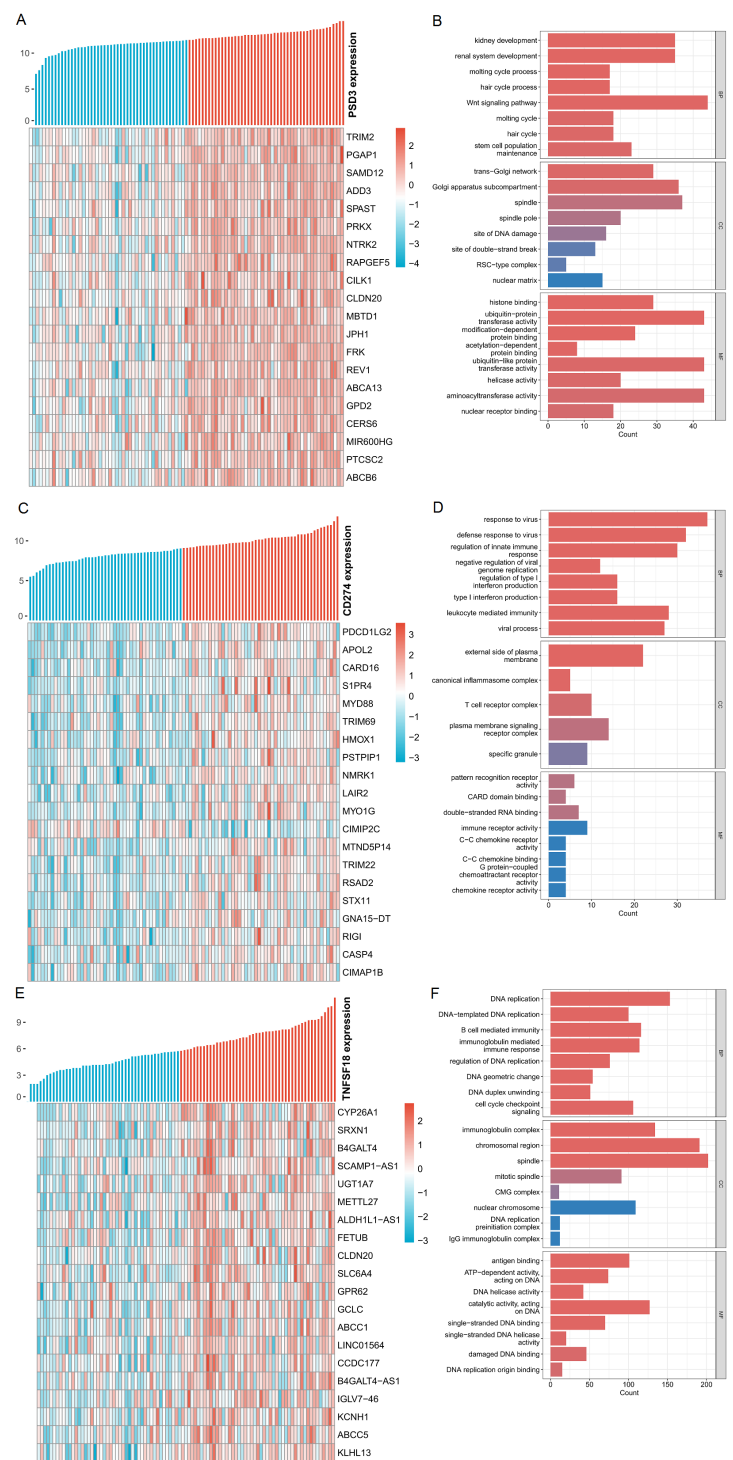 A
10
5
0
PSD3 expression
TRIM2
PGAP1
SAMD12
ADD3
SPAST
PRKX
NTRK2
RAPGEF5
CILK1
CLDN20
MBTD1
JPH1
FRK
REV1
ABCA13
GPD2
CERS6
MIR600HG
PTCSC2
ABCB6
2
1
0
−1
−2
−3
−4
B
kidney development
renal system development
molting cycle process
hair cycle process
Wnt signaling pathway
molting cycle
hair cycle
stem cell population
maintenance
BP
trans−Golgi network
Golgi apparatus subcompartment
spindle
spindle pole
site of DNA damage
site of double−strand break
RSC−type complex
nuclear matrix
CC
histone binding
ubiquitin−protein
transferase activity
modification−dependent
protein binding
acetylation−dependent
protein binding
ubiquitin−like protein
transferase activity
helicase activity
aminoacyltransferase activity
nuclear receptor binding
MF
0 10 20 30 40
Count
C
10
5
0
CD274 expression
PDCD1LG2
APOL2
CARD16
S1PR4
MYD88
TRIM69
HMOX1
PSTPIP1
NMRK1
LAIR2
MYO1G
CIMIP2C
MTND5P14
TRIM22
RSAD2
STX11
GNA15−DT
RIGI
CASP4
CIMAP1B
3
2
1
0
−1
−2
−3
D
response to virus
defense response to virus
regulation of innate immune
response
negative regulation of viral
genome replication
regulation of type I
interferon production
type I interferon production
leukocyte mediated immunity
viral process
BP
external side of plasma
membrane
canonical inflammasome complex
T cell receptor complex
plasma membrane signaling
receptor complex
specific granule
CC
pattern recognition receptor
activity
CARD domain binding
double−stranded RNA binding
immune receptor activity
C−C chemokine receptor
activity
C−C chemokine binding
G protein−coupled
chemoattractant receptor
activity
chemokine receptor activity
MF
0 10 20 30
Count
E
9
6
3
0
TNFSF18 expression
CYP26A1
SRXN1
B4GALT4
SCAMP1−AS1
UGT1A7
METTL27
ALDH1L1−AS1
FETUB
CLDN20
SLC6A4
GPR62
GCLC
ABCC1
LINC01564
CCDC177
B4GALT4−AS1
IGLV7−46
KCNH1
ABCC5
KLHL13
2
1
0
−1
−2
−3
F
DNA replication
DNA−templated DNA replication
B cell mediated immunity
immunoglobulin mediated
immune response
regulation of DNA replication
DNA geometric change
DNA duplex unwinding
cell cycle checkpoint
signaling
BP
immunoglobulin complex
chromosomal region
spindle
mitotic spindle
CMG complex
nuclear chromosome
DNA replication
preinitiation complex
IgG immunoglobulin complex
CC
antigen binding
ATP−dependent activity,
acting on DNA
DNA helicase activity
catalytic activity, acting
on DNA
single−stranded DNA binding
single−stranded DNA helicase
activity
damaged DNA binding
DNA replication origin binding
MF
0 50 100 150 200
Count